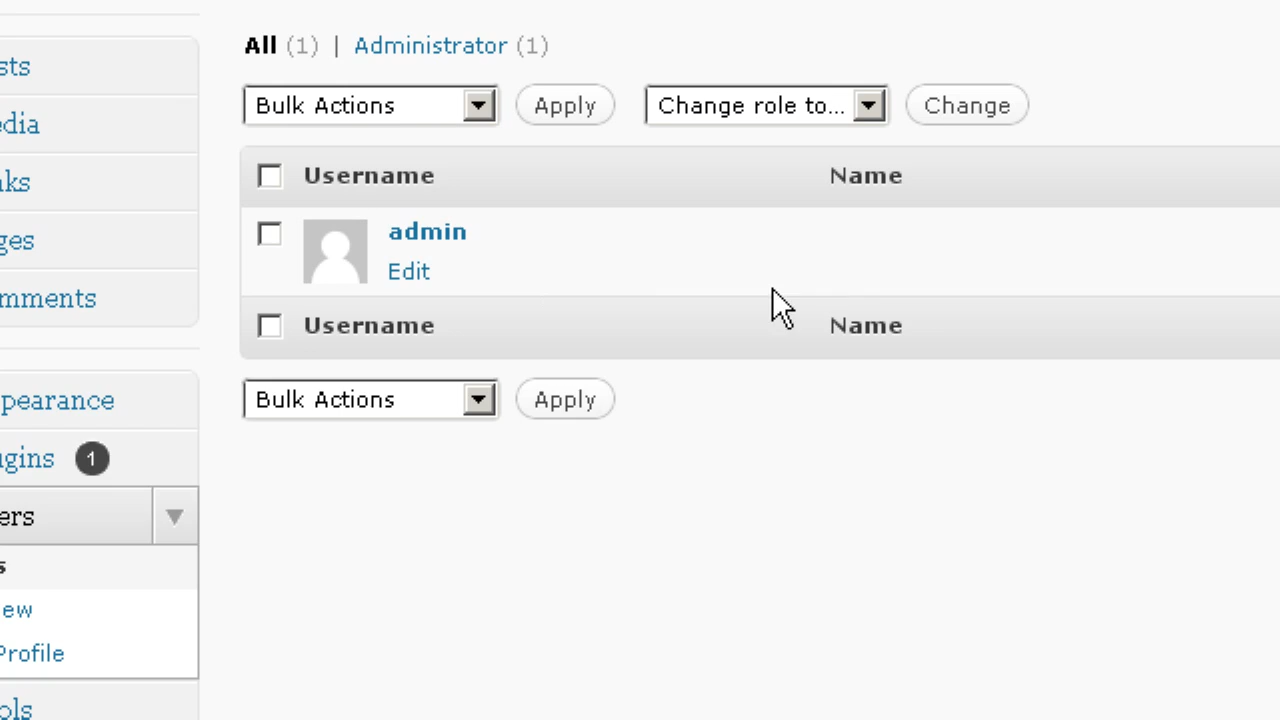 All (1) | Administrator (1)
Bulk Actions Apply Change role to... Change
Username Name
admin
Edit
Username Name
Bulk Actions Apply
sts
edia
ks
ges
mments
pearance
gins 1
ers
s
ew
Profile
ols